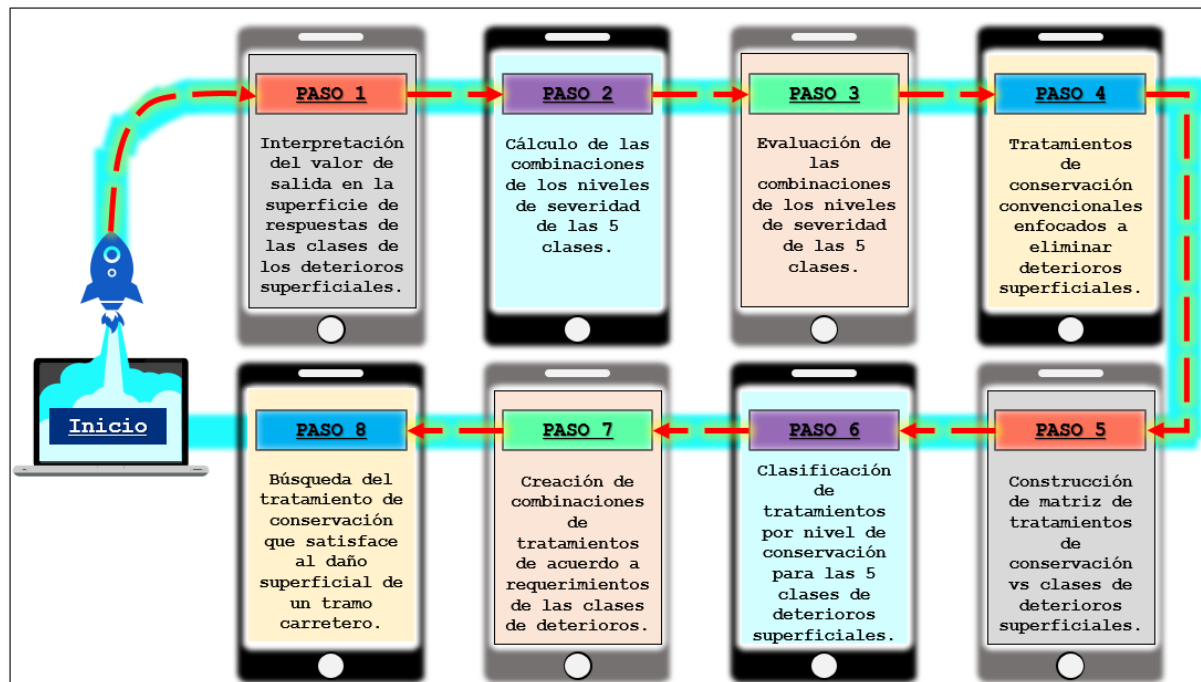 PASO 1
Interpretación
del valor de
salida en la
superficie de
respuestas de
las clases de
los deterioros
superficiales.
PASO 2
Cálculo de las
combinaciones
de los niveles
de severidad
de las 5
clases.
PASO 3
Evaluación de
las
combinaciones
de los niveles
de severidad
de las 5
clases.
PASO 4
Tratamientos
de
conservación
convencionales
enfocados a
eliminar
deterioros
superficiales.
PASO 5
Construcción
de matriz de
tratamientos
de
conservación
vs clases de
deterioros
superficiales.
PASO 6
Clasificación
de
tratamientos
por nivel de
conservación
para las 5
clases de
deterioros
superficiales.
PASO 7
Creación de
combinaciones
de
tratamientos
de acuerdo a
requerimientos
de las clases
de deterioros.
PASO 8
Búsqueda del
tratamiento de
conservación
que satisface
al daño
superficial de
un tramo
carretero.
Inicio